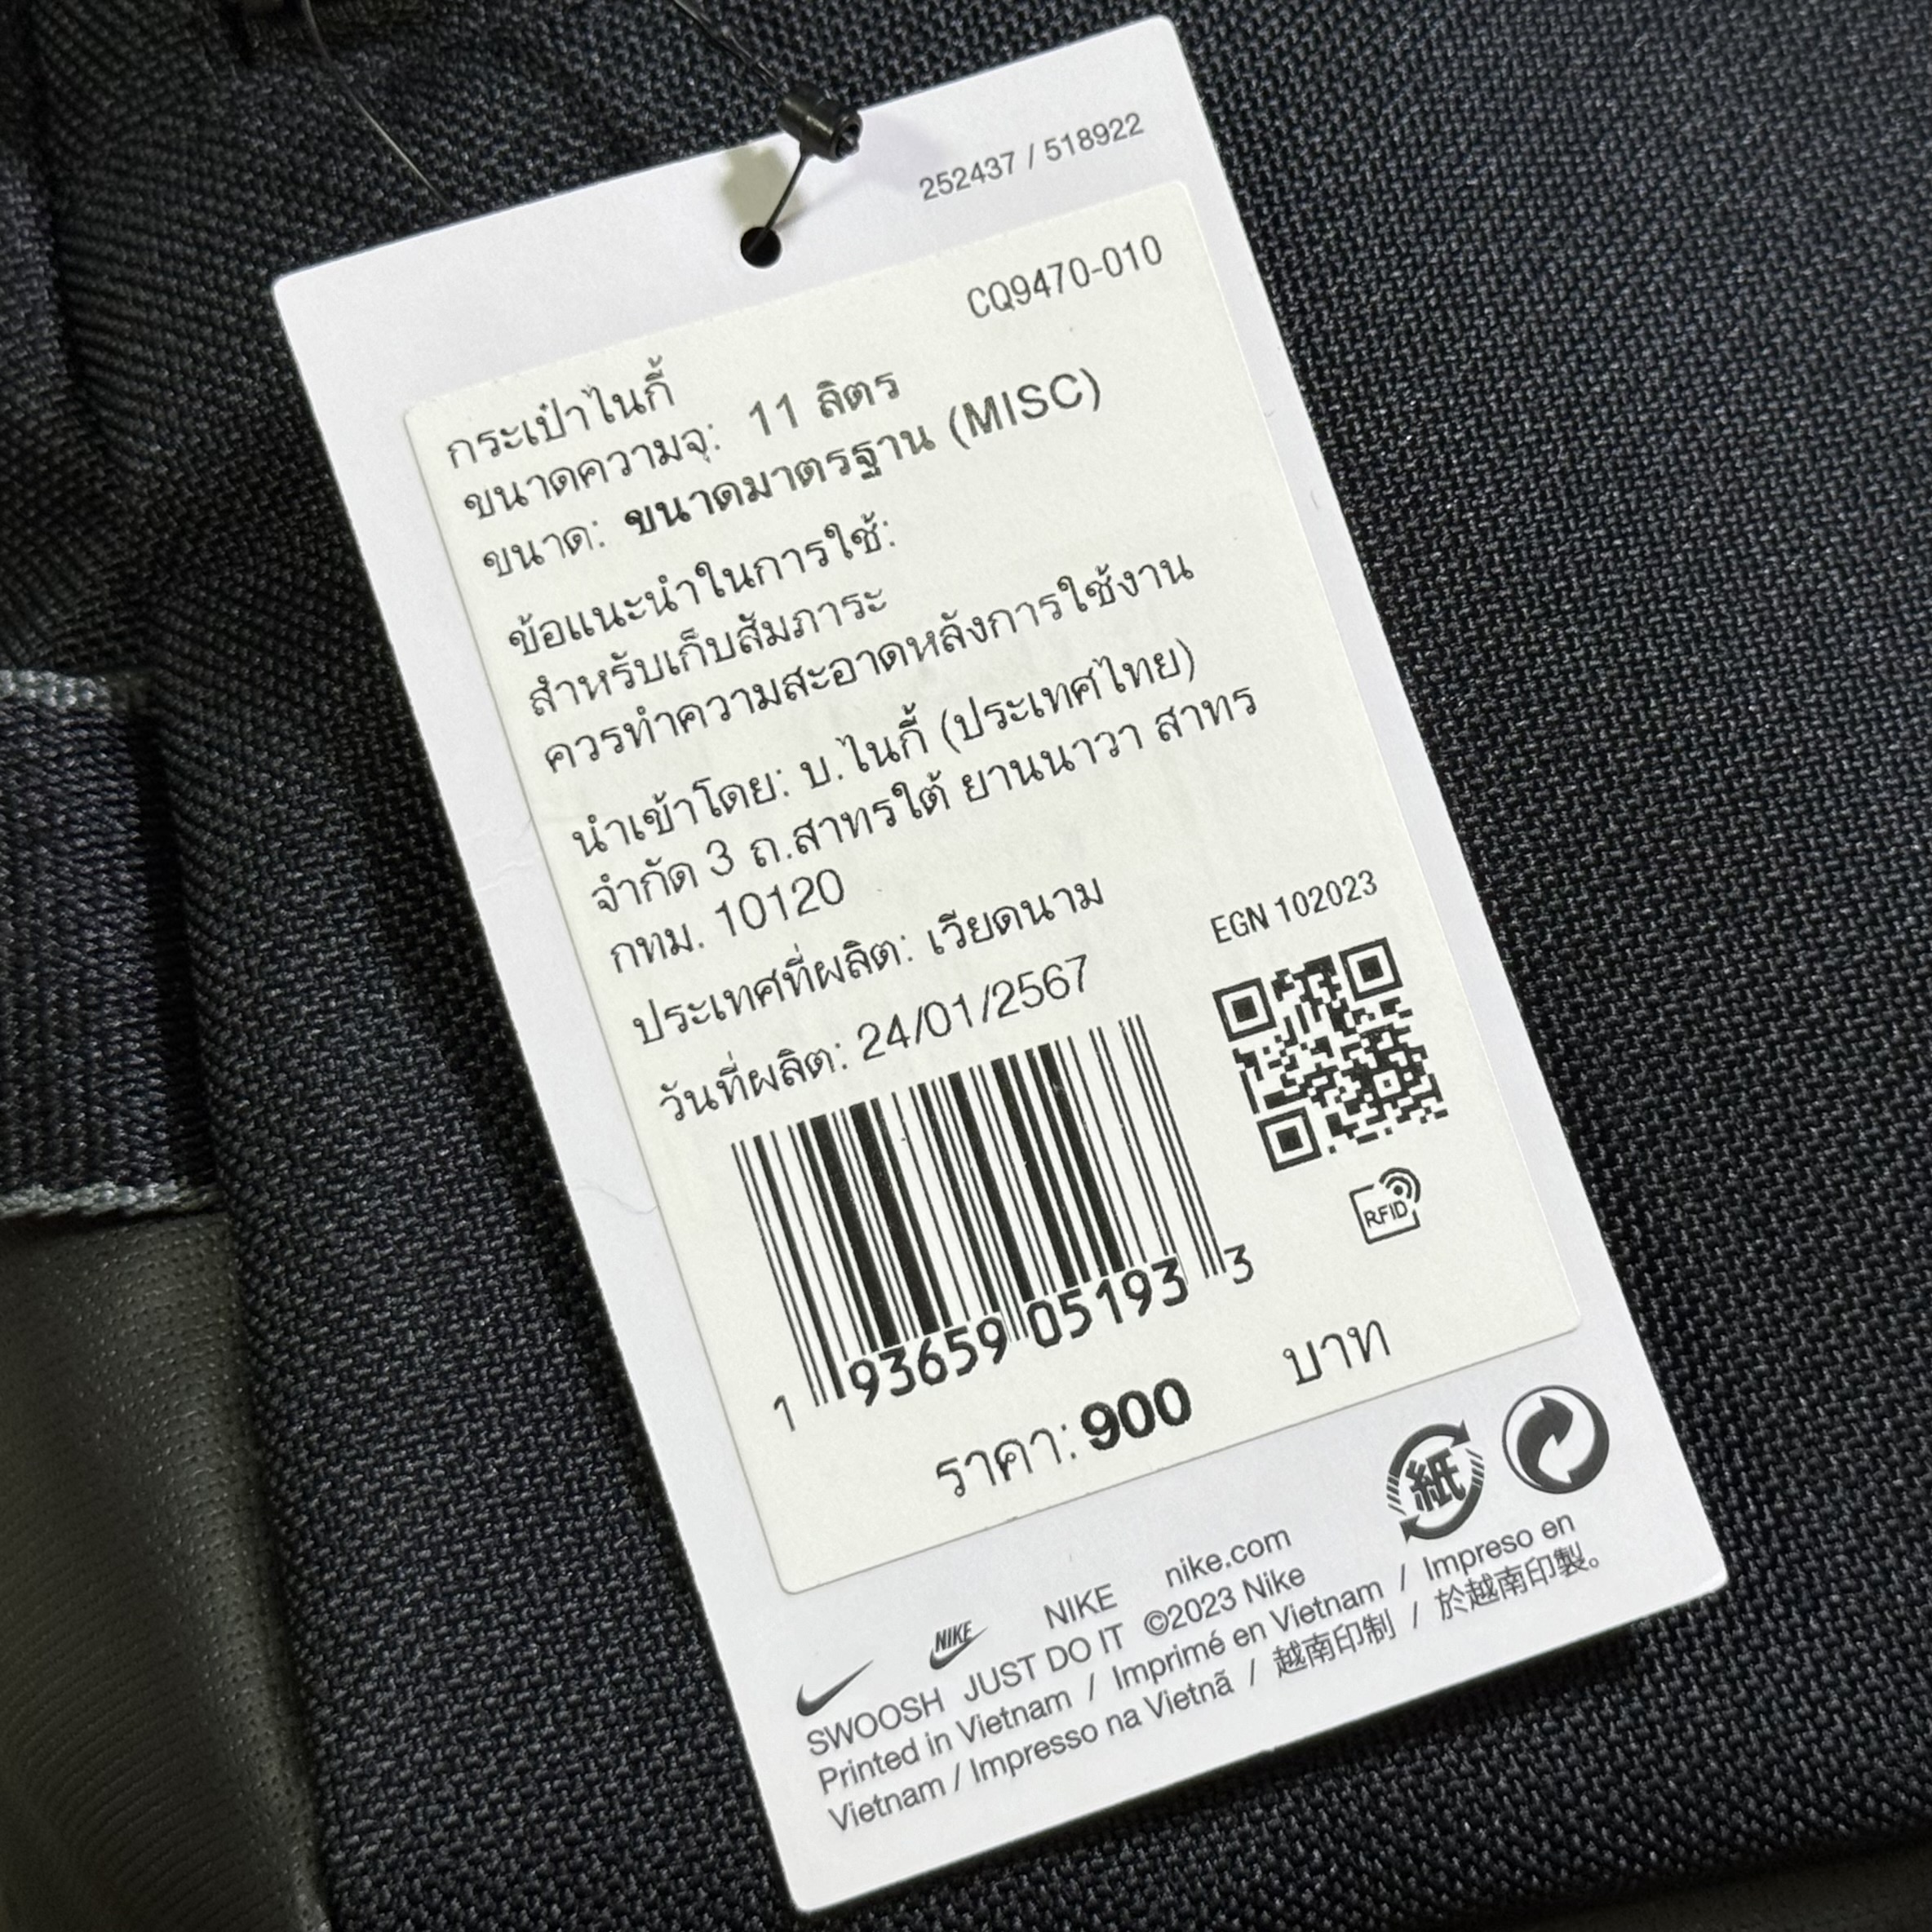 252437 / 518922
CQ9470-010
กระเป๋าไนกี้
ขนาดความจุ: 11 ลิตร
ขนาด: ขนาดมาตรฐาน (MISC)
ข้อแนะนำในการใช้:
สำหรับเก็บสัมภาระ
ควรทำความสะอาดหลังการใช้งาน
นำเข้าโดย: บ.ไนกี้ (ประเทศไทย)
จำกัด 3 ถ.สาทรใต้ ยานนาวา สาทร
กทม. 10120
ประเทศที่ผลิต: เวียดนาม
วันที่ผลิต: 24/01/2567
EGN 102023
RFID
1 93659 05193 3
ราคา: 900 บาท
紙
NIKE NIKE nike.com
SWOOSH JUST DO IT ©2023 Nike
Printed in Vietnam / Imprimé en Vietnam / Impreso en
Vietnam / Impresso na Vietnã / 越南印制 / 於越南印製。